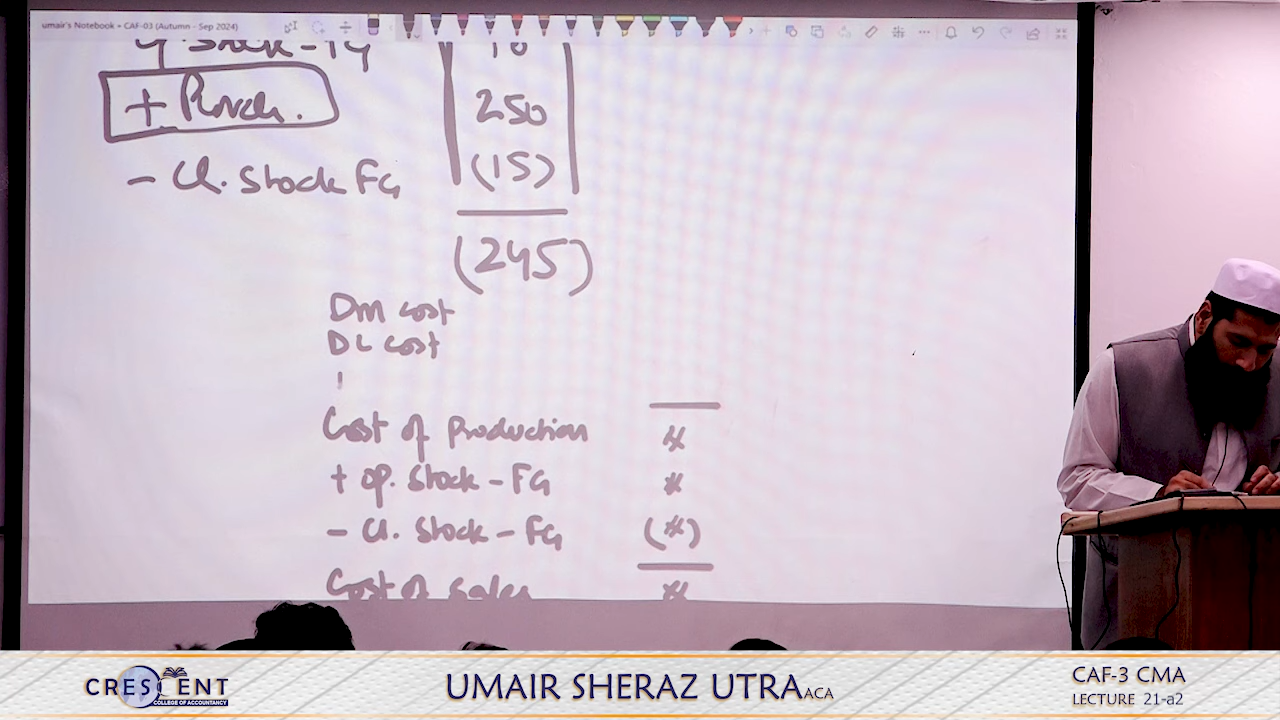 umair's Notebook • CAF-03 (Autumn - Sep 2024)
10
+ Purch. 250
- Cl. Stock FG (15)
(245)
Dm cost
DL cost
Cost of Production *
+ op. Stock - FG *
- Cl. Stock - FG (*)
Cost of Sales *
CRESCENT
COLLEGE OF ACCOUNTANCY
UMAIR SHERAZ UTRA ACA
CAF-3 CMA
LECTURE 21-a2